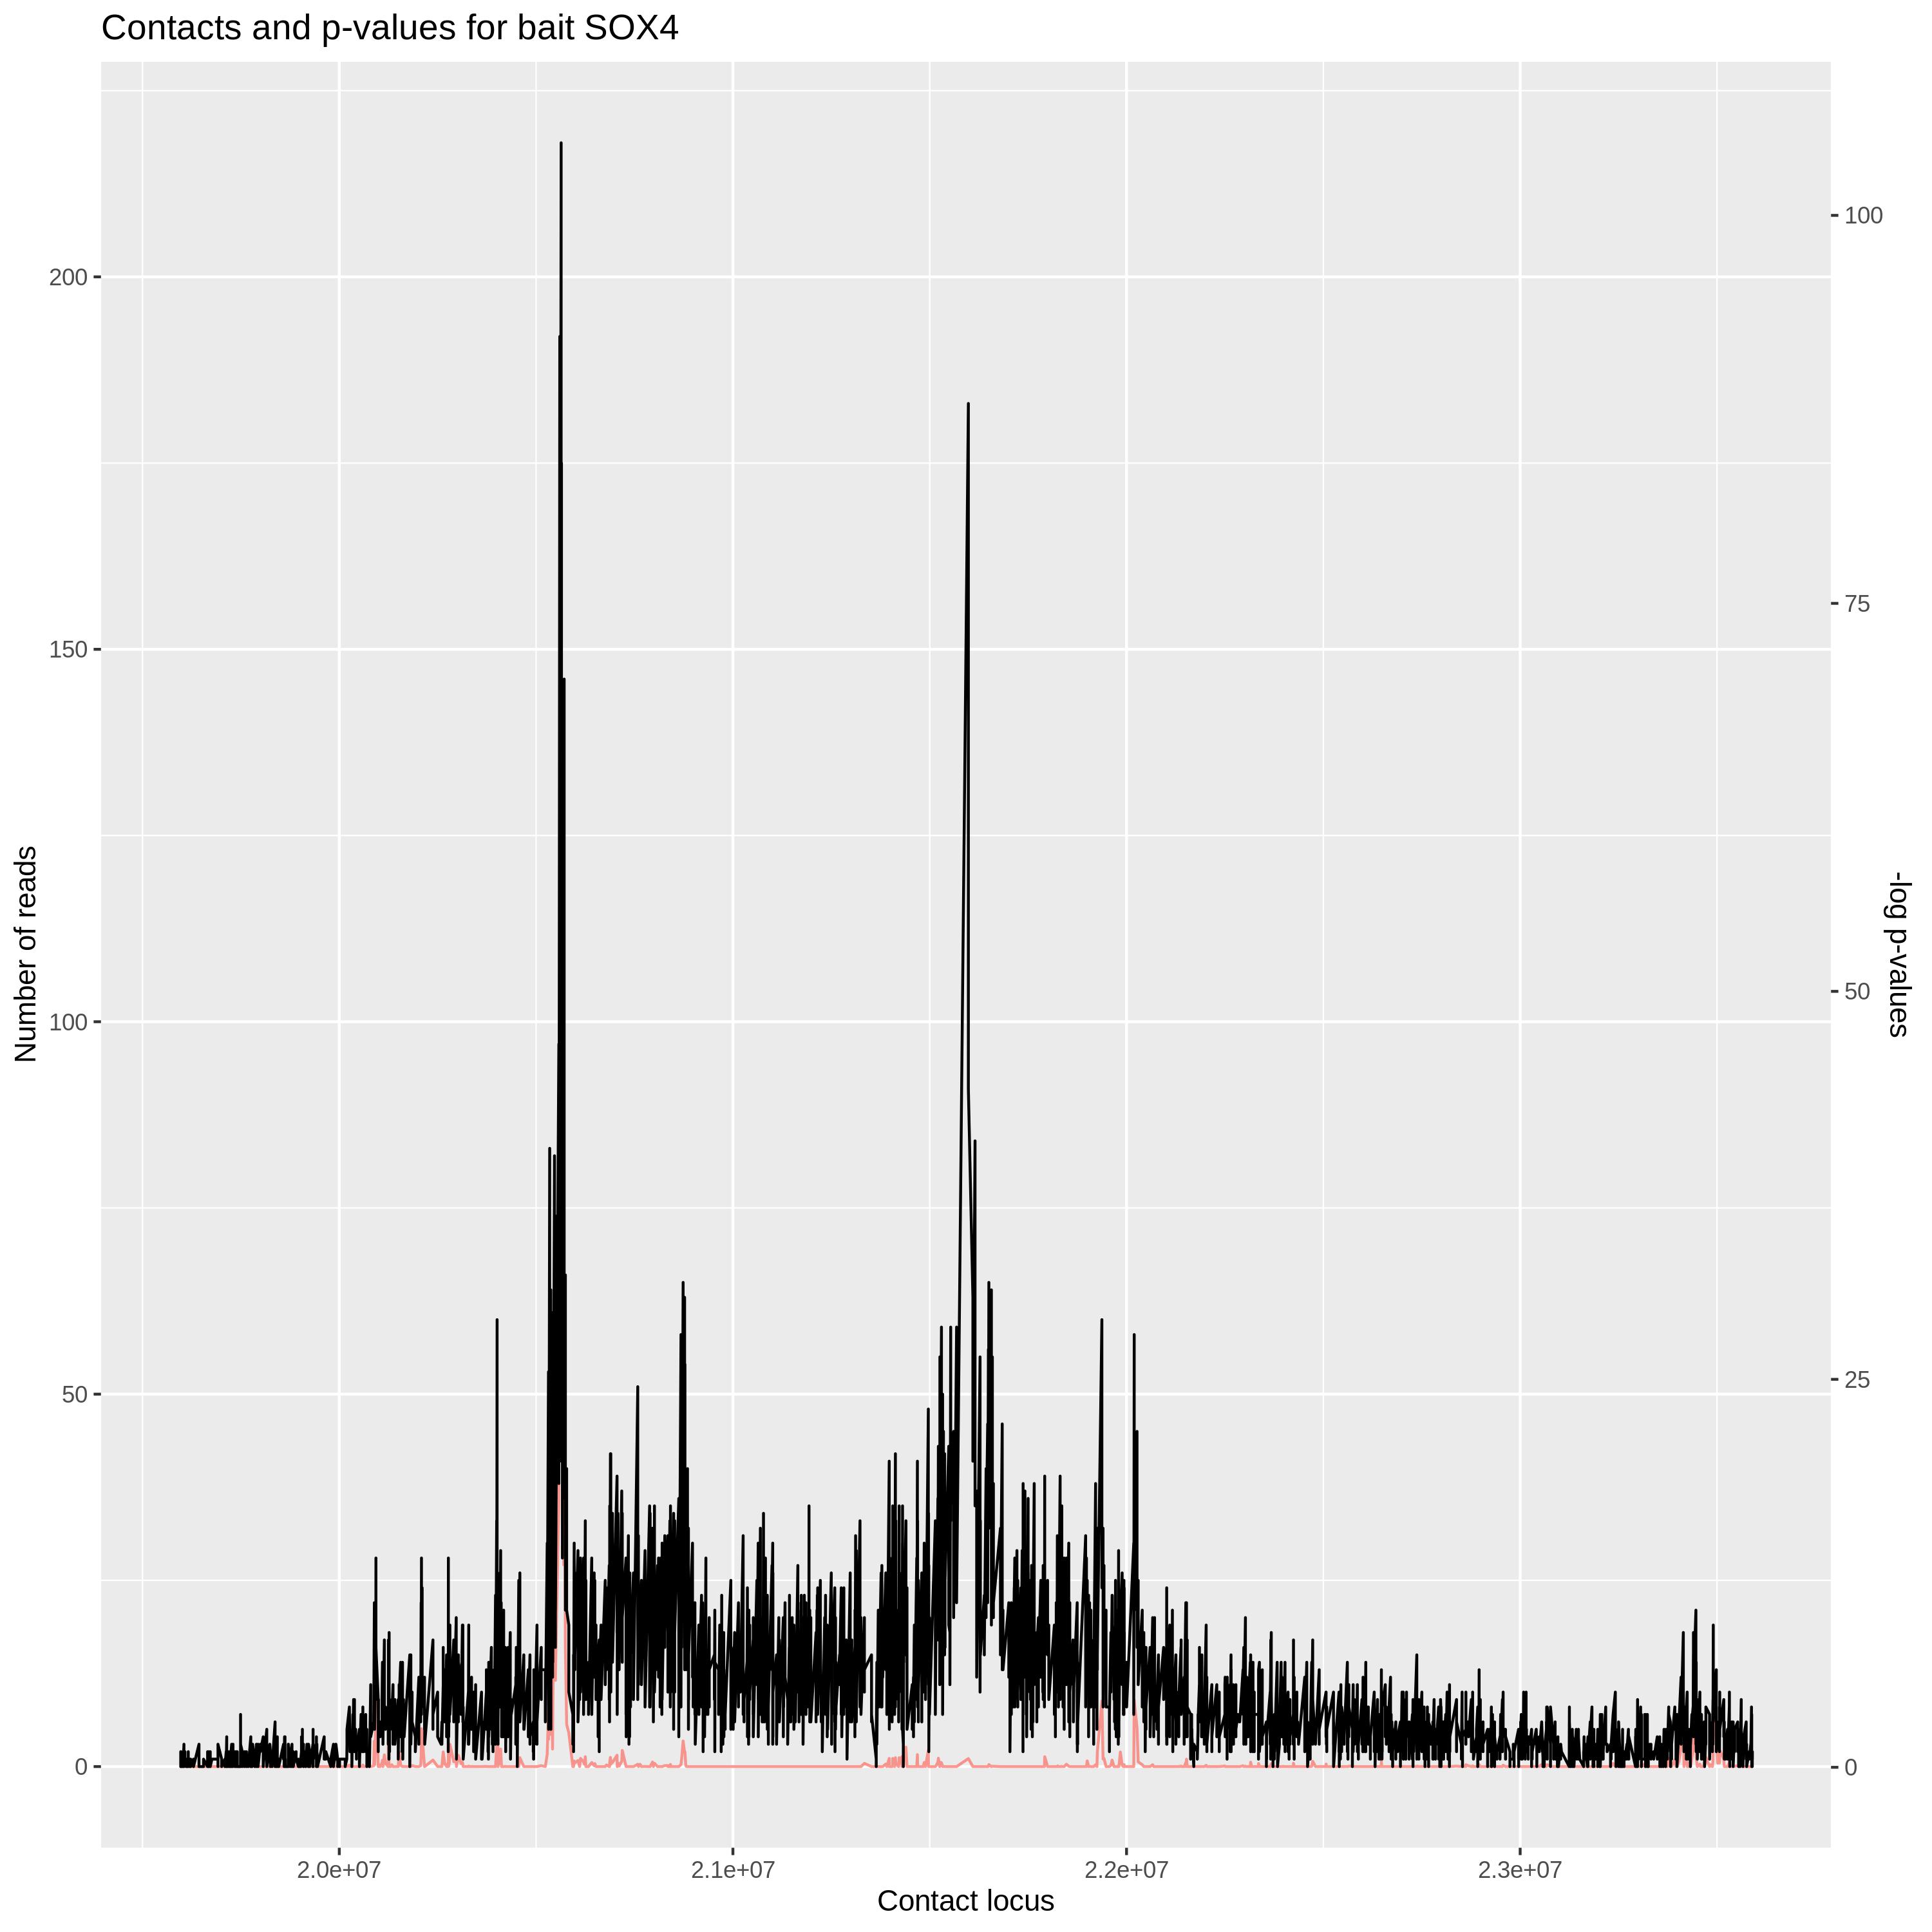 Contacts and p-values for bait SOX4
200
150
100
50
0
Number of reads
100
75
50
25
0
-log p-values
2.0e+07 2.1e+07 2.2e+07 2.3e+07
Contact locus